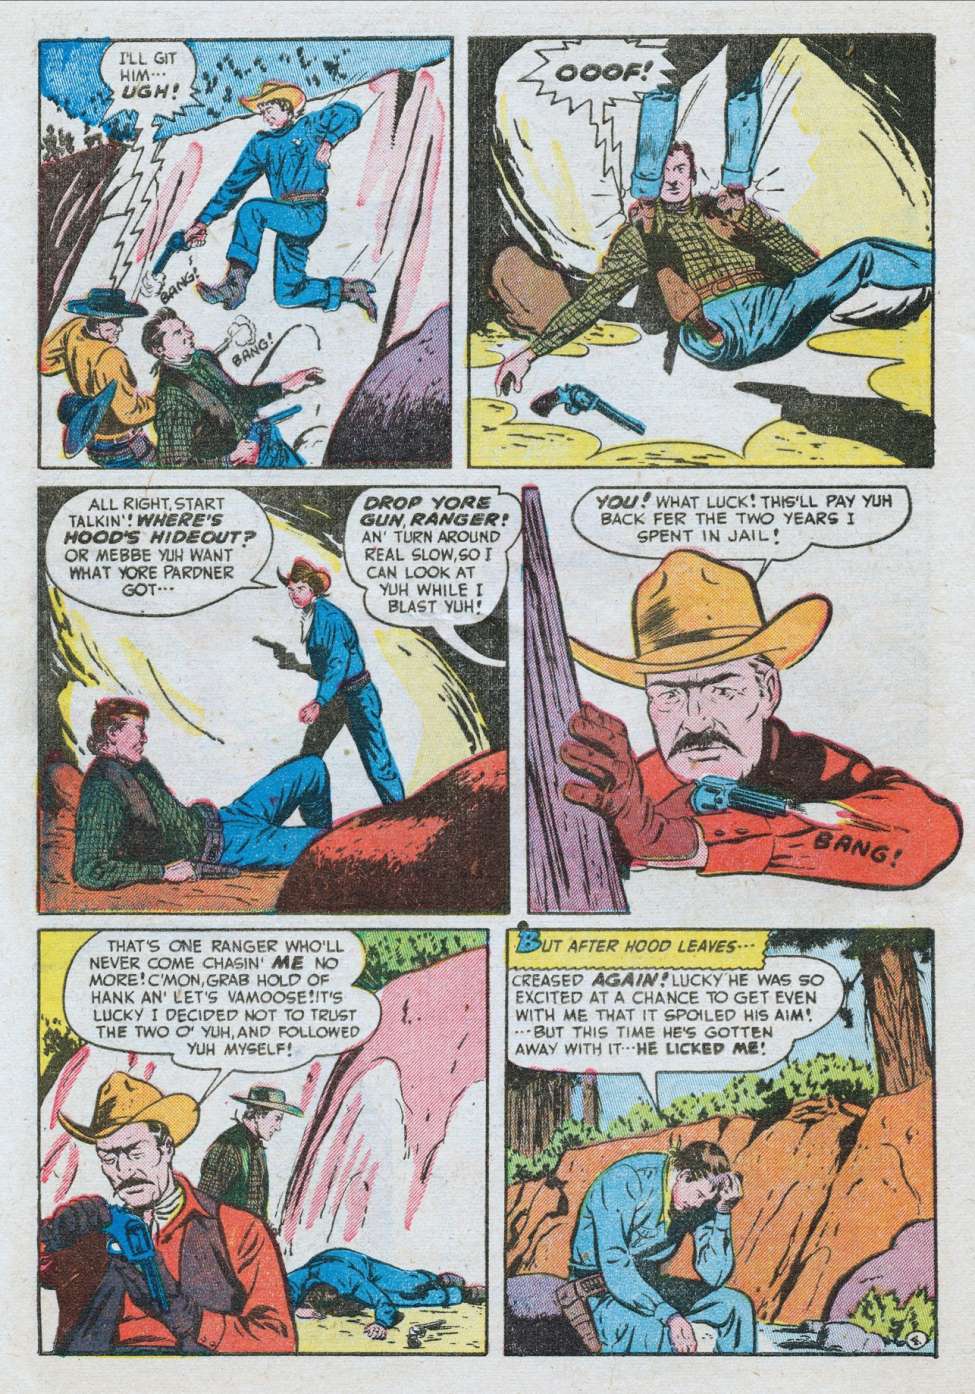 I'LL GIT
HIM...
UGH!
BANG!
BANG!
OOOF!
ALL RIGHT, START
TALKIN'! WHERE'S
HOOD'S HIDEOUT?
OR MEBBE YUH WANT
WHAT YORE PARDNER
GOT...
DROP YORE
GUN, RANGER!
AN' TURN AROUND
REAL SLOW, SO I
CAN LOOK AT
YUH WHILE I
BLAST YUH!
YOU! WHAT LUCK! THIS'LL PAY YUH
BACK FER THE TWO YEARS I
SPENT IN JAIL!
BANG!
THAT'S ONE RANGER WHO'LL
NEVER COME CHASIN' ME NO
MORE! C'MON, GRAB HOLD OF
HANK AN' LET'S VAMOOSE! IT'S
LUCKY I DECIDED NOT TO TRUST
THE TWO O' YUH, AND FOLLOWED
YUH MYSELF!
BUT AFTER HOOD LEAVES...
CREASED AGAIN! LUCKY HE WAS SO
EXCITED AT A CHANCE TO GET EVEN
WITH ME THAT IT SPOILED HIS AIM!
...BUT THIS TIME HE'S GOTTEN
AWAY WITH IT...HE LICKED ME!